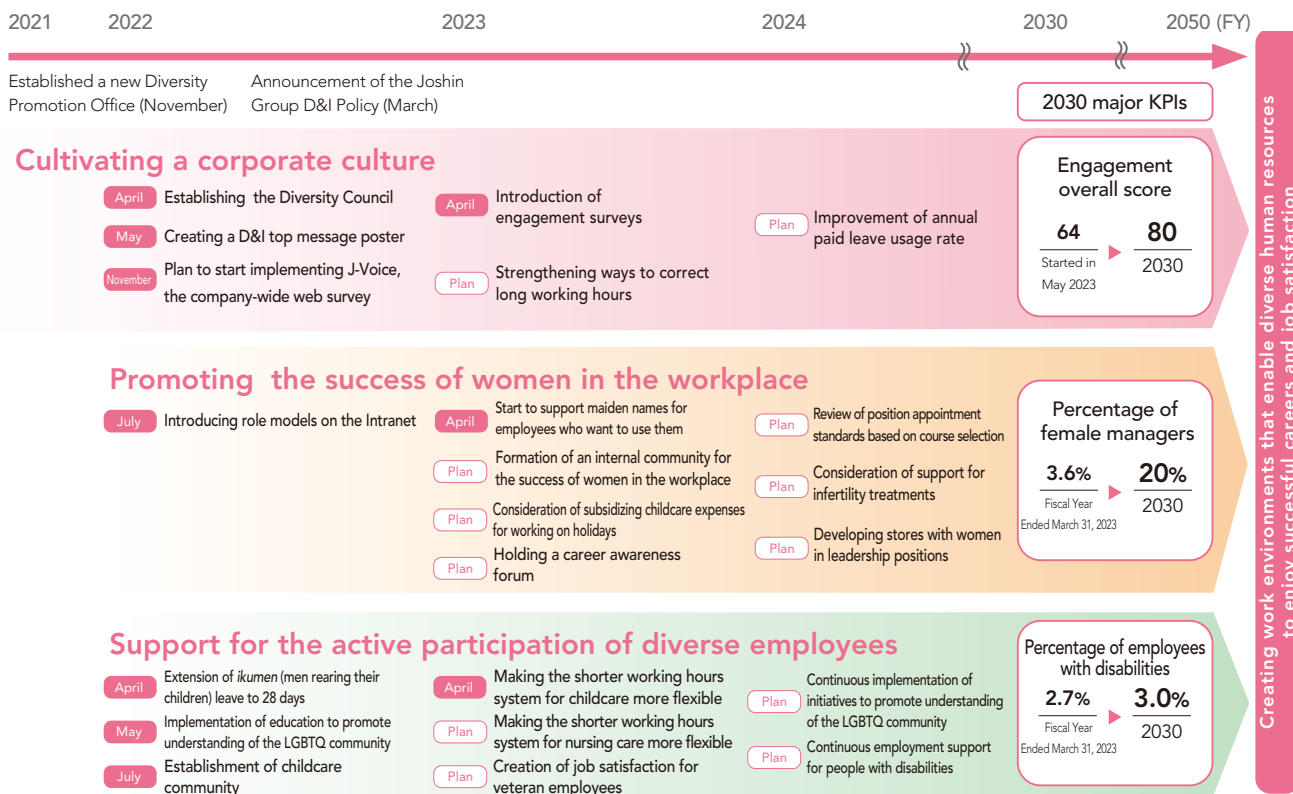 2021
2022
2023
2024
2030
2050 (FY)
Established a new Diversity
Promotion Office (November)
Announcement of the Joshin
Group D&I Policy (March)
2030 major KPIs
Cultivating a corporate culture
April
Establishing the Diversity Council
May
Creating a D&I top message poster
November
Plan to start implementing J-Voice,
the company-wide web survey
April
Introduction of
engagement surveys
Plan
Strengthening ways to correct
long working hours
Plan
Improvement of annual
paid leave usage rate
Engagement
overall score
64
Started in
May 2023
80
2030
Promoting the success of women in the workplace
July
Introducing role models on the Intranet
April
Start to support maiden names for
employees who want to use them
Plan
Formation of an internal community for
the success of women in the workplace
Plan
Consideration of subsidizing childcare expenses
for working on holidays
Plan
Holding a career awareness
forum
Plan
Review of position appointment
standards based on course selection
Plan
Consideration of support for
infertility treatments
Plan
Developing stores with women
in leadership positions
Percentage of
female managers
3.6%
Fiscal Year
Ended March 31, 2023
20%
2030
Support for the active participation of diverse employees
April
Extension of ikumen (men rearing their
children) leave to 28 days
May
Implementation of education to promote
understanding of the LGBTQ community
July
Establishment of childcare
community
April
Making the shorter working hours
system for childcare more flexible
Plan
Making the shorter working hours
system for nursing care more flexible
Plan
Creation of job satisfaction for
veteran employees
Plan
Continuous implementation of
initiatives to promote understanding
of the LGBTQ community
Plan
Continuous employment support
for people with disabilities
Percentage of employees
with disabilities
2.7%
Fiscal Year
Ended March 31, 2023
3.0%
2030
Creating work environments that enable diverse human resources
to enjoy successful careers and job satisfaction